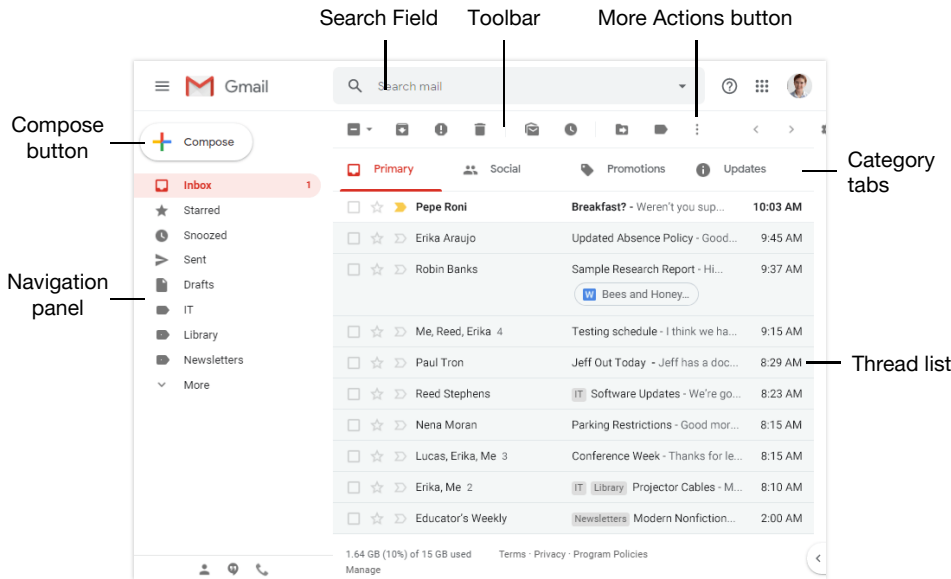 Search Field Toolbar More Actions button
Gmail Search mail
Compose button
Compose
Primary Social Promotions Updates
Category tabs
Inbox 1
Starred
Snoozed
Sent
Drafts
IT
Library
Newsletters
More
Navigation panel
Pepe Roni Breakfast? - Weren't you sup... 10:03 AM
Erika Araujo Updated Absence Policy - Good... 9:45 AM
Robin Banks Sample Research Report - Hi... 9:37 AM
W Bees and Honey...
Me, Reed, Erika 4 Testing schedule - I think we ha... 9:15 AM
Paul Tron Jeff Out Today - Jeff has a doc... 8:29 AM
Thread list
Reed Stephens IT Software Updates - We're go... 8:23 AM
Nena Moran Parking Restrictions - Good mor... 8:15 AM
Lucas, Erika, Me 3 Conference Week - Thanks for le... 8:15 AM
Erika, Me 2 IT Library Projector Cables - M... 8:10 AM
Educator's Weekly Newsletters Modern Nonfiction... 2:00 AM
1.64 GB (10%) of 15 GB used Terms · Privacy · Program Policies
Manage